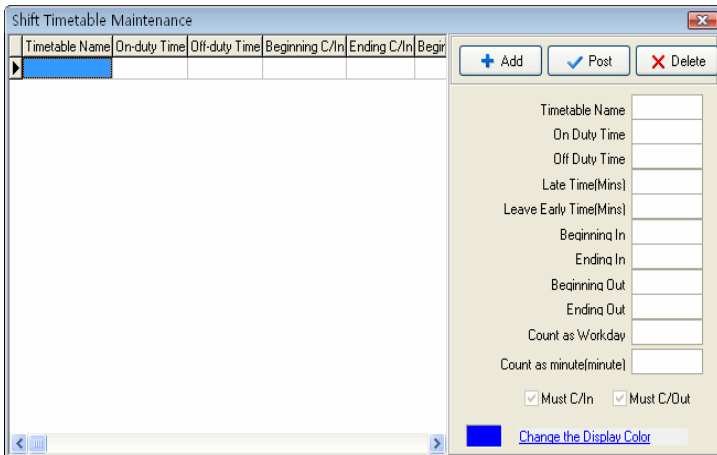 Shift Timetable Maintenance
Timetable Name On-duty Time Off-duty Time Beginning C/In Ending C/In Begin
Add Post Delete
Timetable Name
On Duty Time
Off Duty Time
Late Time(Mins)
Leave Early Time(Mins)
Beginning In
Ending In
Beginning Out
Ending Out
Count as Workday
Count as minute(minute)
Must C/In Must C/Out
Change the Display Color